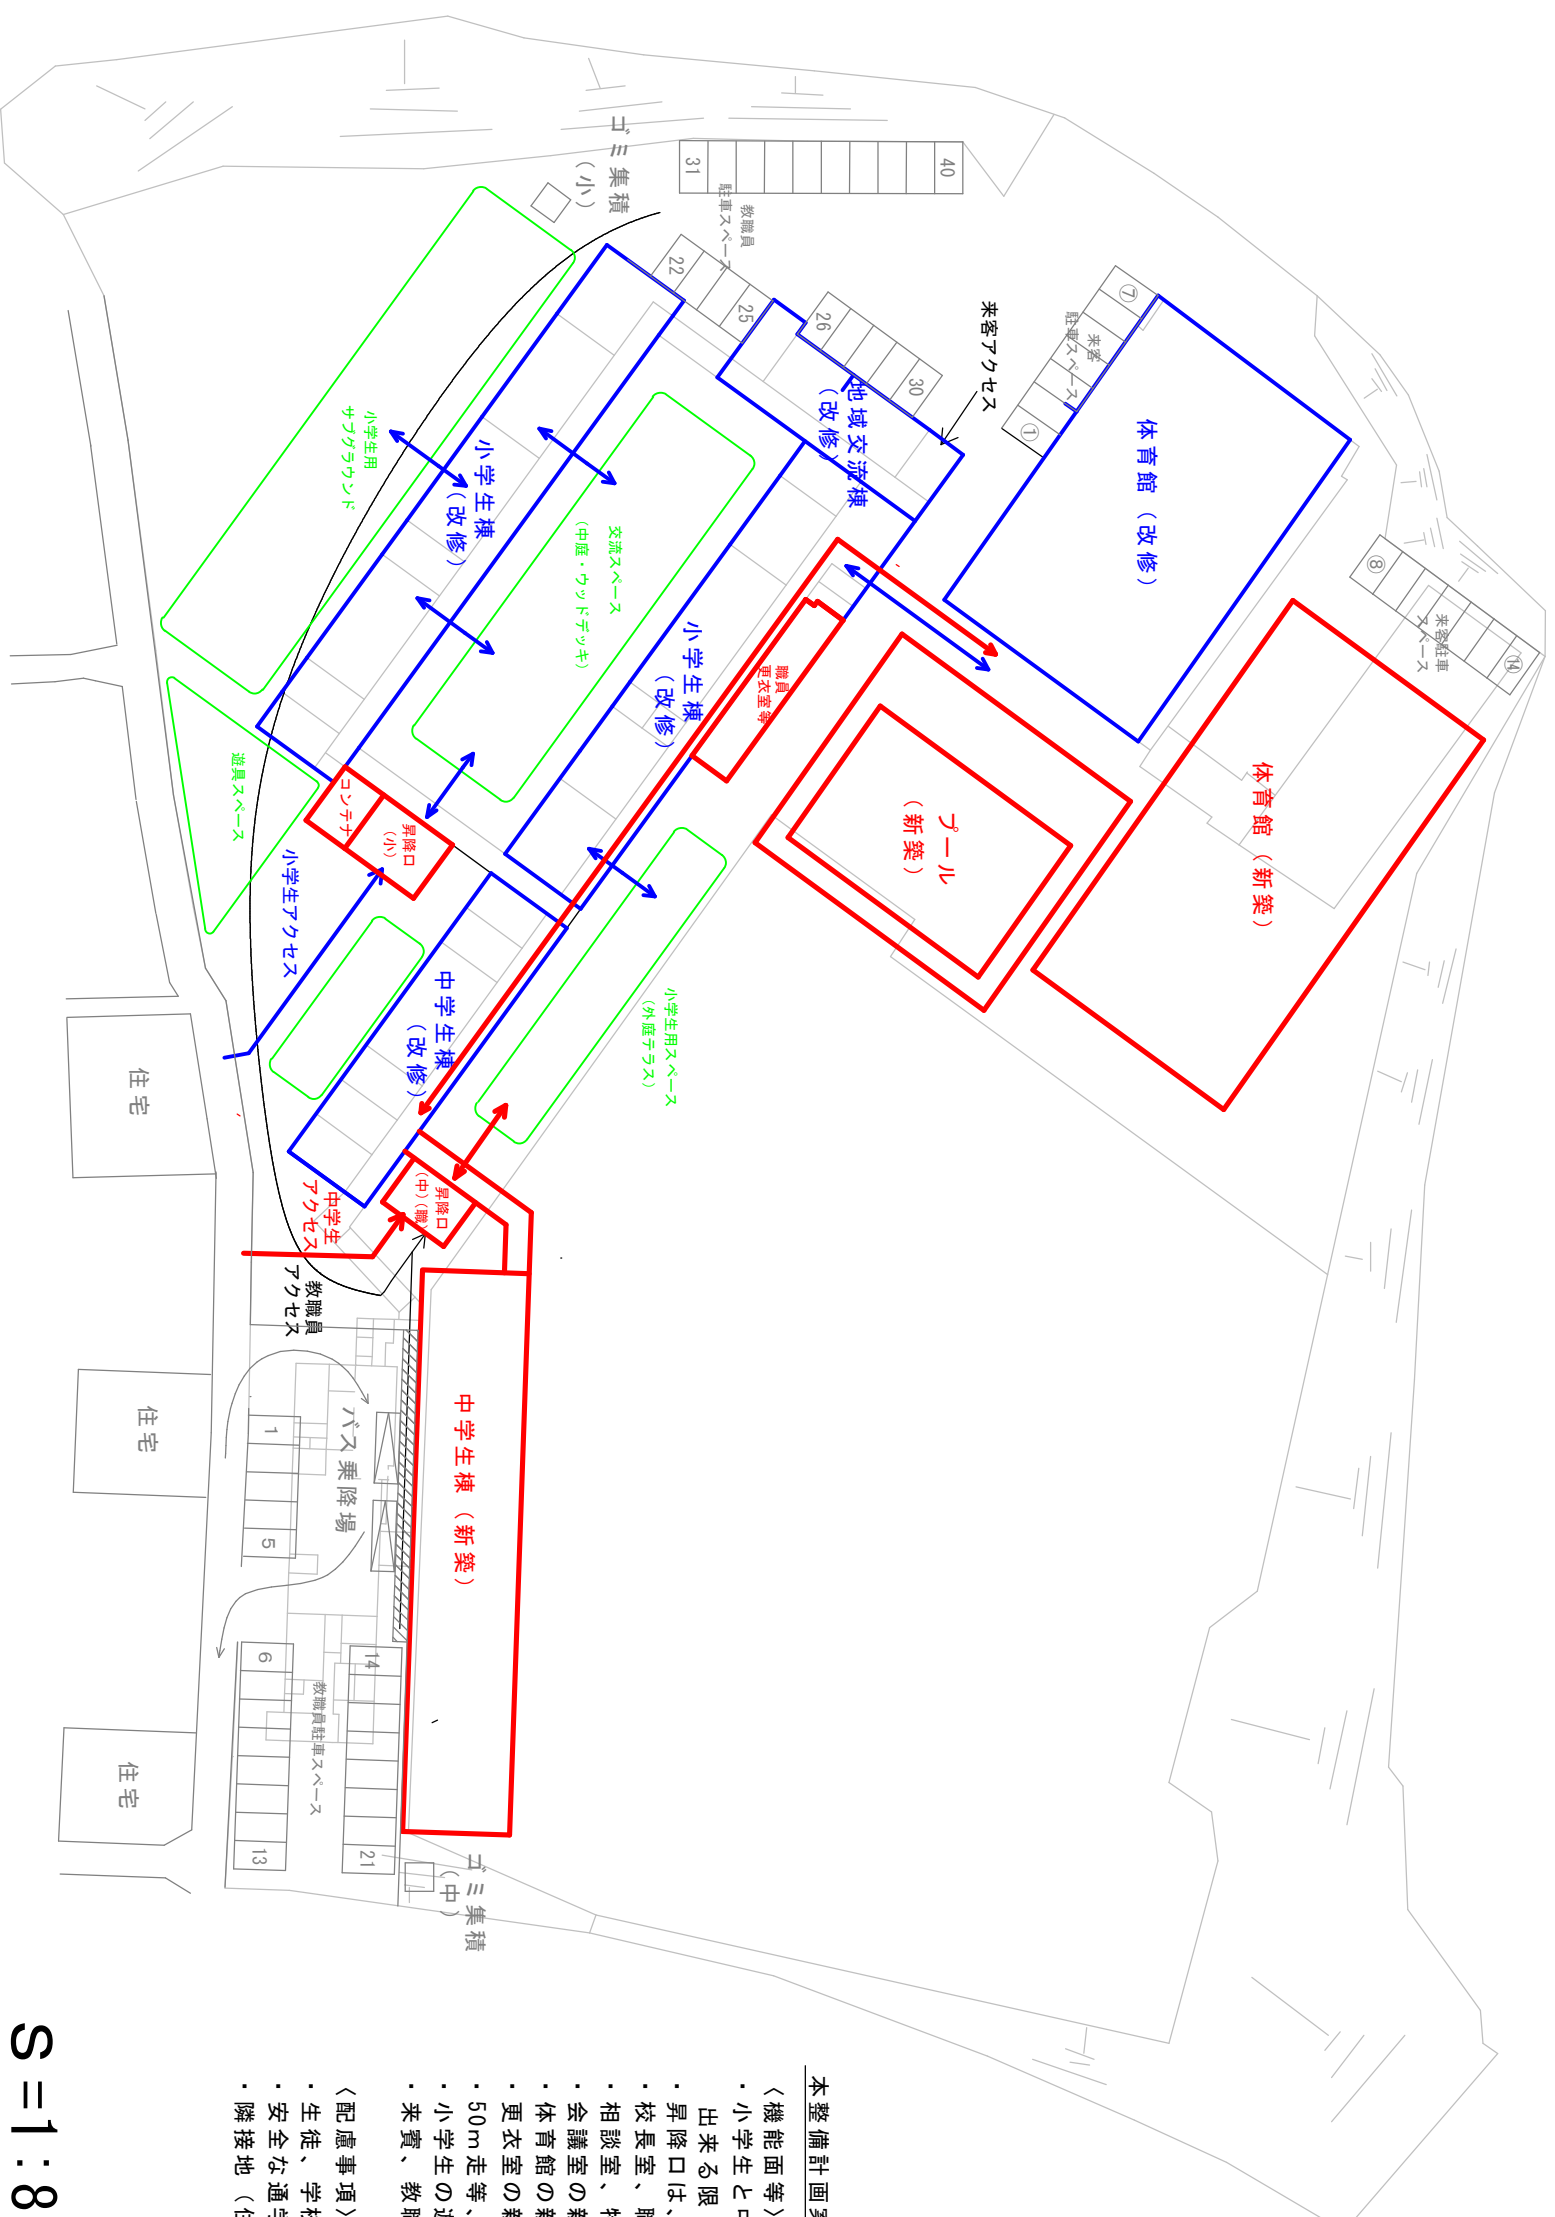 ゴミ集積
（小）
31
40
教職員
駐車スペース
22
25
26
30
来客アクセス
⑦
来客
駐車スペース
①
体育館（改修）
地域交流棟
（改修）
⑧
来客駐車
スペース
⑭
小学生用
サブグラウンド
小学生棟
（改修）
交流スペース
（中庭・ウッドデッキ）
小学生棟
（改修）
職員
更衣室等
プール
（新築）
体育館（新築）
遊具スペース
コンテナ
昇降口
（小）
小学生アクセス
中学生棟
（改修）
小学生用スペース
（外庭テラス）
住宅
中学生
アクセス
昇降口
（中）（職）
教職員
アクセス
住宅
1
5
バス乗降場
中学生棟（新築）
6
13
14
21
教職員駐車スペース
住宅
ゴミ集積
（中）
本整備計画
〈機能面等〉
・小学生と
出来る限
・昇降口は、
・校長室、
・相談室、
・会議室の
・体育館の
・更衣室の
・50m走等、
・小学生の
・来賓、教
〈配慮事項〉
・生徒、学
・安全な通
・隣接地（
S=1:8